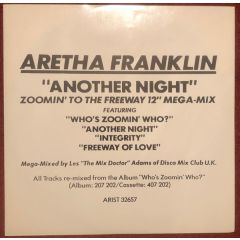 ARETHA FRANKLIN
"ANOTHER NIGHT"
ZOOMIN' TO THE FREEWAY 12" MEGA-MIX
FEATURING
"WHO'S ZOOMIN' WHO?"
"ANOTHER NIGHT"
"INTEGRITY"
"FREEWAY OF LOVE"
Mega-Mixed by Les "The Mix Doctor" Adams of Disco Mix Club U.K.
All Tracks re-mixed from the Album "Who's Zoomin' Who?"
(Album: 207 202/Cassette: 407 202)
ARIST 32657